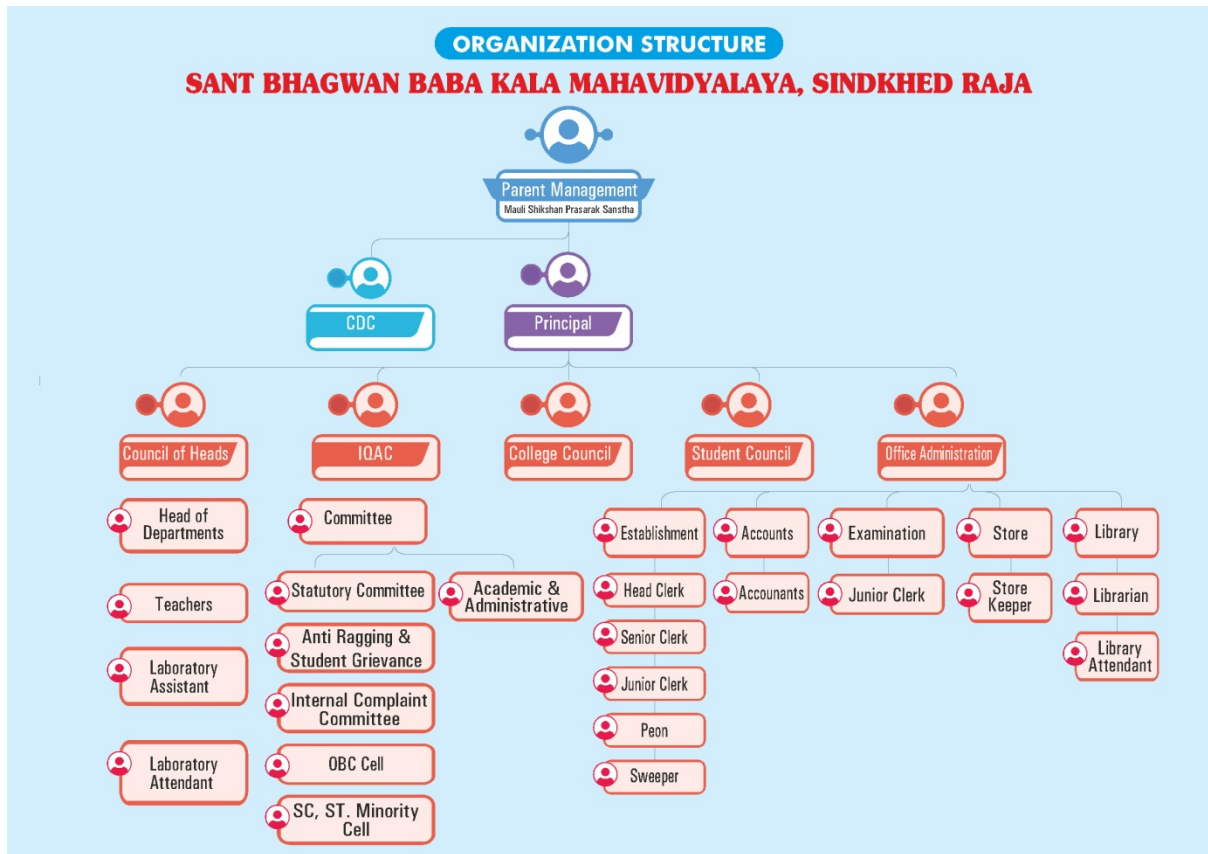 ORGANIZATION STRUCTURE
SANT BHAGWAN BABA KALA MAHAVIDYALAYA, SINDKHED RAJA
Parent Management
Mauli Shikshan Prasarak Sanstha
CDC
Principal
Council of Heads
IQAC
College Council
Student Council
Office Administration
Head of
Departments
Teachers
Laboratory
Assistant
Laboratory
Attendant
Committee
Statutory Committee
Academic &
Administrative
Anti Ragging &
Student Grievance
Internal Complaint
Committee
OBC Cell
SC, ST. Minority
Cell
Establishment
Head Clerk
Senior Clerk
Junior Clerk
Peon
Sweeper
Accounts
Accounants
Examination
Junior Clerk
Store
Store
Keeper
Library
Librarian
Library
Attendant